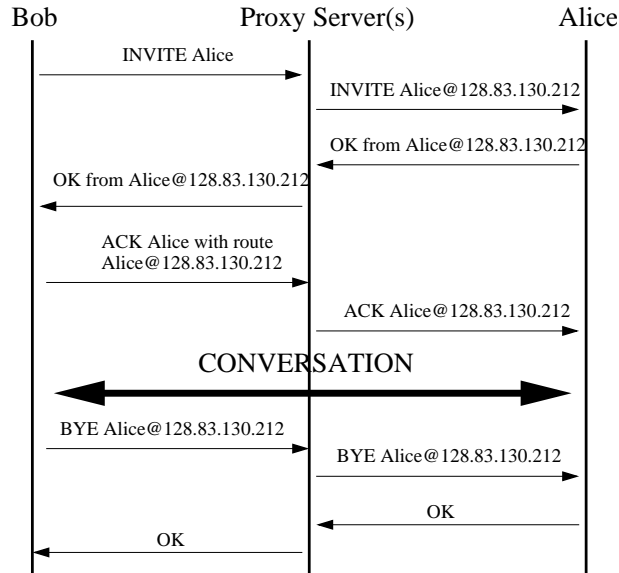 Bob
Proxy Server(s)
Alice
INVITE Alice
INVITE Alice@128.83.130.212
OK from Alice@128.83.130.212
OK from Alice@128.83.130.212
ACK Alice with route
Alice@128.83.130.212
ACK Alice@128.83.130.212
CONVERSATION
BYE Alice@128.83.130.212
BYE Alice@128.83.130.212
OK
OK